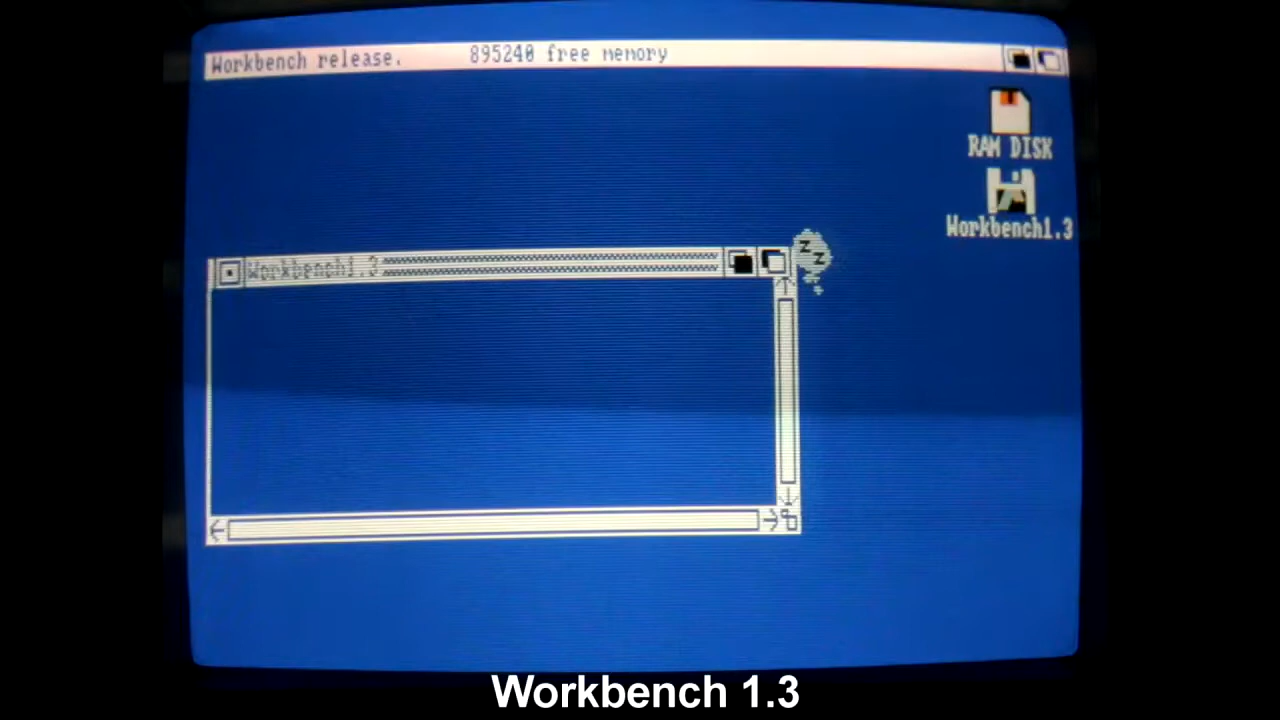 Workbench release. 895240 free memory
RAM DISK
Workbench1.3
Workbench1.3
Z
Z
Workbench 1.3